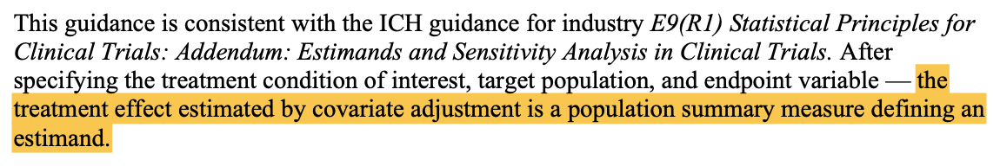 This guidance is consistent with the ICH guidance for industry E9(R1) Statistical Principles for
Clinical Trials: Addendum: Estimands and Sensitivity Analysis in Clinical Trials. After
specifying the treatment condition of interest, target population, and endpoint variable — the
treatment effect estimated by covariate adjustment is a population summary measure defining an
estimand.